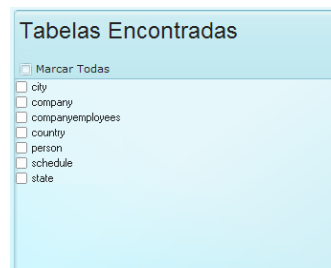 Tabelas Encontradas
Marcar Todas
city
company
companyemployees
country
person
schedule
state